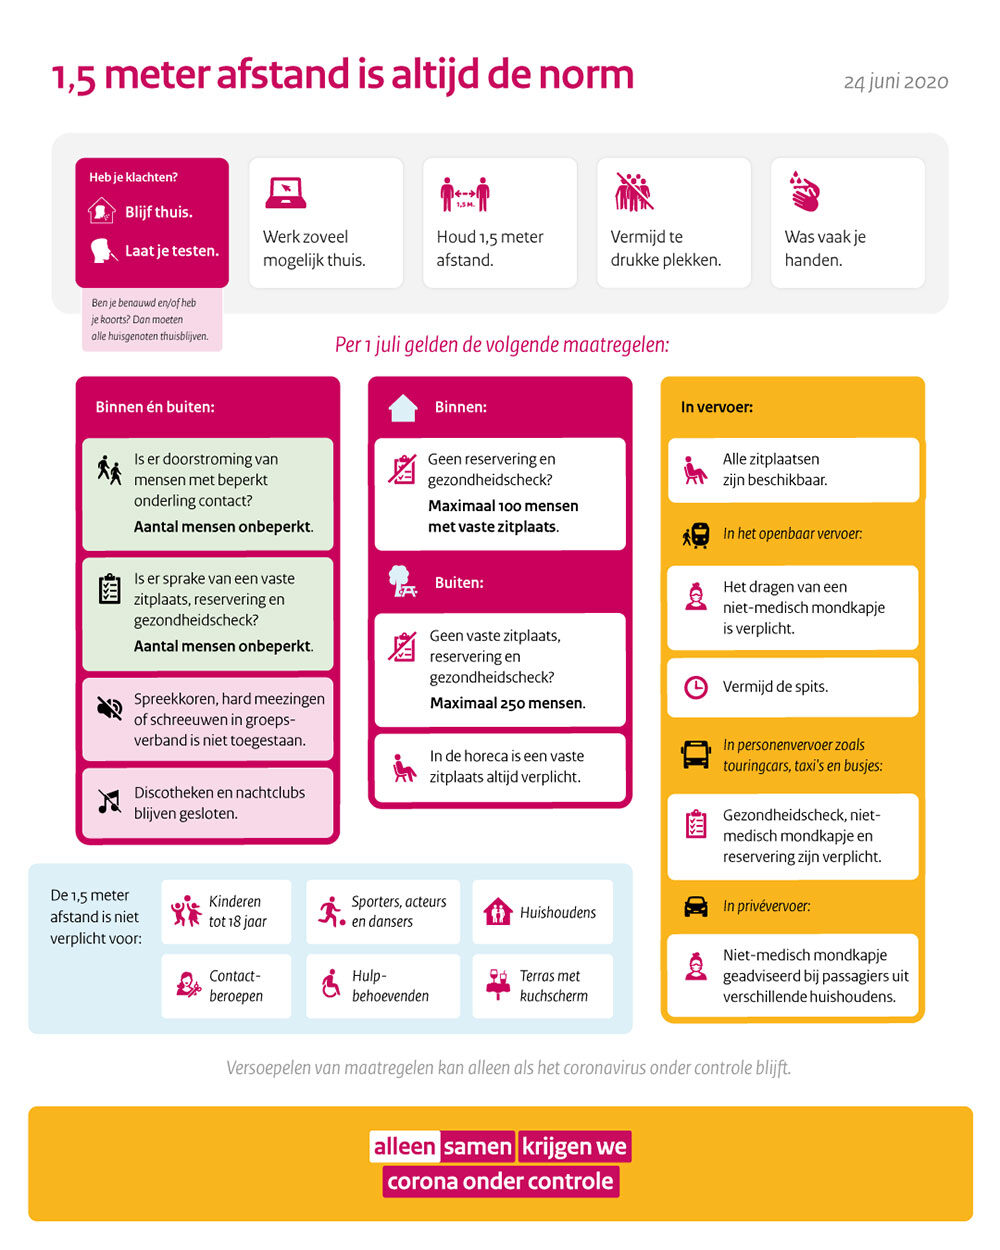 1,5 meter afstand is altijd de norm
24 juni 2020
Heb je klachten?
Blijf thuis.
Laat je testen.
Ben je benauwd en/of heb
je koorts? Dan moeten
alle huisgenoten thuisblijven.
Werk zoveel
mogelijk thuis.
1,5 M.
Houd 1,5 meter
afstand.
Vermijd te
drukke plekken.
Was vaak je
handen.
Per 1 juli gelden de volgende maatregelen:
Binnen én buiten:
Is er doorstroming van
mensen met beperkt
onderling contact?
Aantal mensen onbeperkt.
Is er sprake van een vaste
zitplaats, reservering en
gezondheidscheck?
Aantal mensen onbeperkt.
Spreekkoren, hard meezingen
of schreeuwen in groeps-
verband is niet toegestaan.
Discotheken en nachtclubs
blijven gesloten.
Binnen:
Geen reservering en
gezondheidscheck?
Maximaal 100 mensen
met vaste zitplaats.
Buiten:
Geen vaste zitplaats,
reservering en
gezondheidscheck?
Maximaal 250 mensen.
In de horeca is een vaste
zitplaats altijd verplicht.
In vervoer:
Alle zitplaatsen
zijn beschikbaar.
In het openbaar vervoer:
Het dragen van een
niet-medisch mondkapje
is verplicht.
Vermijd de spits.
In personenvervoer zoals
touringcars, taxi's en busjes:
Gezondheidscheck, niet-
medisch mondkapje en
reservering zijn verplicht.
In privévervoer:
Niet-medisch mondkapje
geadviseerd bij passagiers uit
verschillende huishoudens.
De 1,5 meter
afstand is niet
verplicht voor:
Kinderen
tot 18 jaar
Sporters, acteurs
en dansers
Huishoudens
Contact-
beroepen
Hulp-
behoevenden
Terras met
kuchscherm
Versoepelen van maatregelen kan alleen als het coronavirus onder controle blijft.
alleen samen krijgen we
corona onder controle